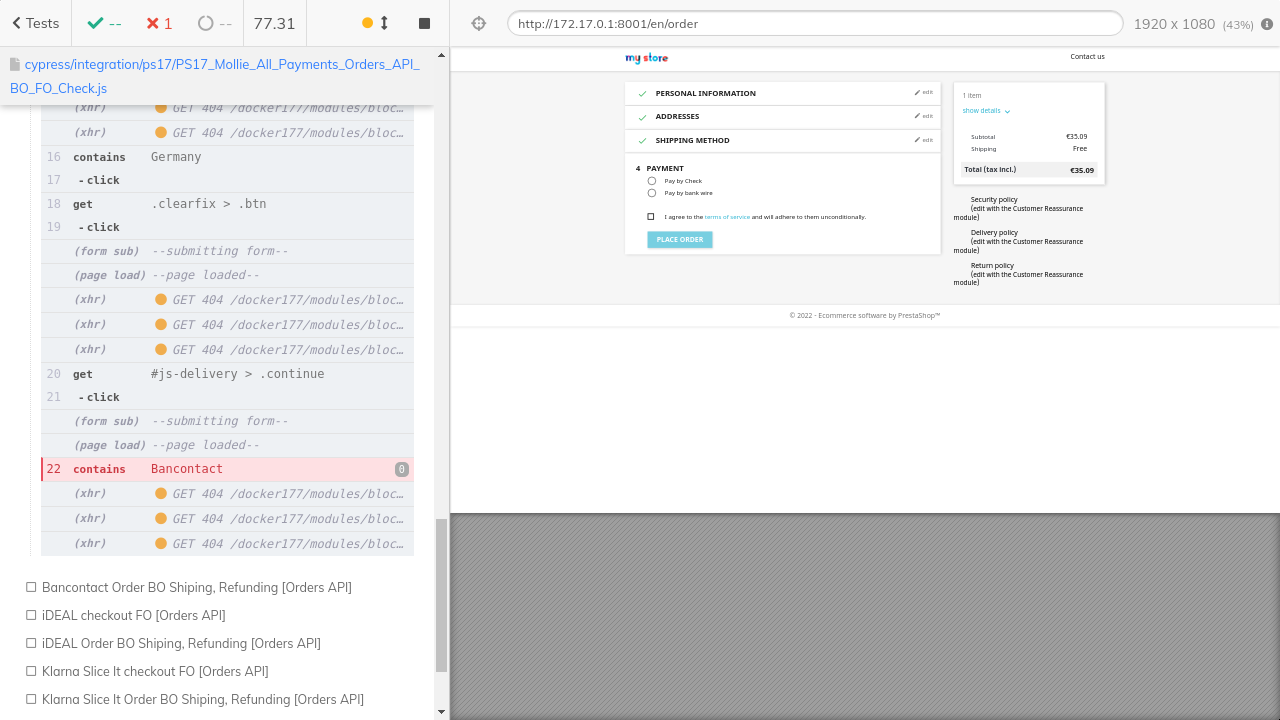 Tests
--
1
--
77.31
cypress/integration/ps17/PS17_Mollie_All_Payments_Orders_API_
BO_FO_Check.js
(xhr) GET 404 /docker177/modules/bloc…
(xhr) GET 404 /docker177/modules/bloc…
16 contains Germany
17 - click
18 get .clearfix > .btn
19 - click
(form sub) --submitting form--
(page load) --page loaded--
(xhr) GET 404 /docker177/modules/bloc…
(xhr) GET 404 /docker177/modules/bloc…
(xhr) GET 404 /docker177/modules/bloc…
20 get #js-delivery > .continue
21 - click
(form sub) --submitting form--
(page load) --page loaded--
22 contains Bancontact 0
(xhr) GET 404 /docker177/modules/bloc…
(xhr) GET 404 /docker177/modules/bloc…
(xhr) GET 404 /docker177/modules/bloc…
Bancontact Order BO Shiping, Refunding [Orders API]
iDEAL checkout FO [Orders API]
iDEAL Order BO Shiping, Refunding [Orders API]
Klarna Slice It checkout FO [Orders API]
Klarna Slice It Order BO Shiping, Refunding [Orders API]
http://172.17.0.1:8001/en/order
1920 x 1080 (43%)
my store
Contact us
PERSONAL INFORMATION edit
ADDRESSES edit
SHIPPING METHOD edit
4 PAYMENT
Pay by Check
Pay by bank wire
I agree to the terms of service and will adhere to them unconditionally.
PLACE ORDER
1 item
show details
Subtotal €35.09
Shipping Free
Total (tax incl.) €35.09
Security policy
(edit with the Customer Reassurance
module)
Delivery policy
(edit with the Customer Reassurance
module)
Return policy
(edit with the Customer Reassurance
module)
© 2022 - Ecommerce software by PrestaShop™